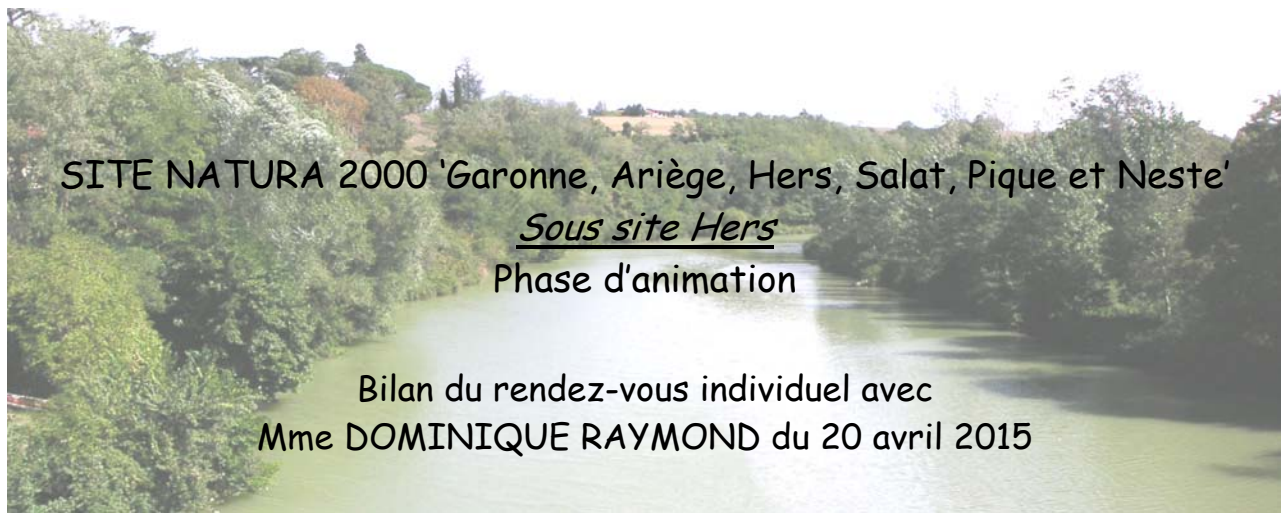 SITE NATURA 2000 ‘Garonne, Ariège, Hers, Salat, Pique et Neste’
Sous site Hers
Phase d’animation
Bilan du rendez-vous individuel avec
Mme DOMINIQUE RAYMOND du 20 avril 2015